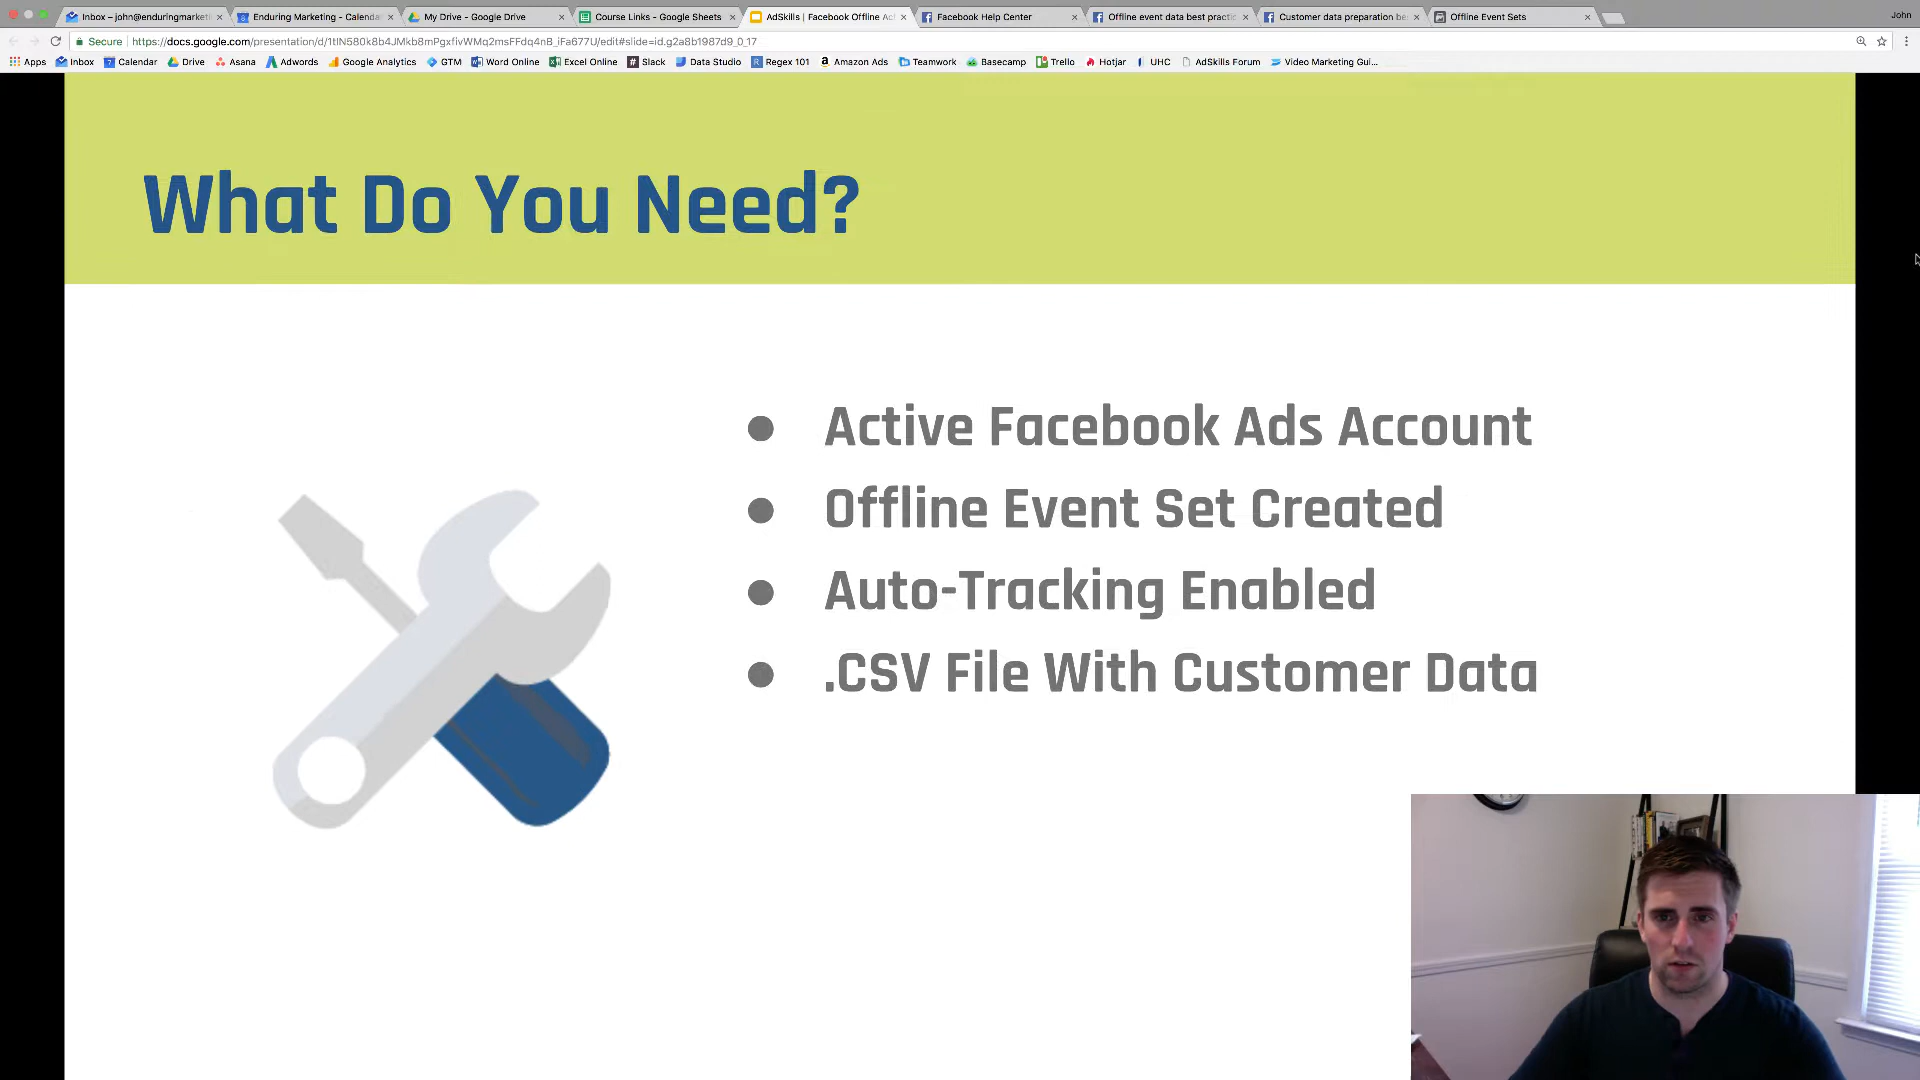 Inbox – john@enduringmarketi
Enduring Marketing - Calenda
My Drive - Google Drive
Course Links - Google Sheets
AdSkills | Facebook Offline Ac
Facebook Help Center
Offline event data best practic
Customer data preparation be
Offline Event Sets
John
Secure
https://docs.google.com/presentation/d/1tIN580k8b4JMkb8mPgxfivWMq2msFFdq4nB_iFa677U/edit#slide=id.g2a8b1987d9_0_17
Apps
Inbox
Calendar
Drive
Asana
Adwords
Google Analytics
GTM
Word Online
Excel Online
Slack
Data Studio
Regex 101
Amazon Ads
Teamwork
Basecamp
Trello
Hotjar
UHC
AdSkills Forum
Video Marketing Gui...
What Do You Need?
● Active Facebook Ads Account
● Offline Event Set Created
● Auto-Tracking Enabled
● .CSV File With Customer Data